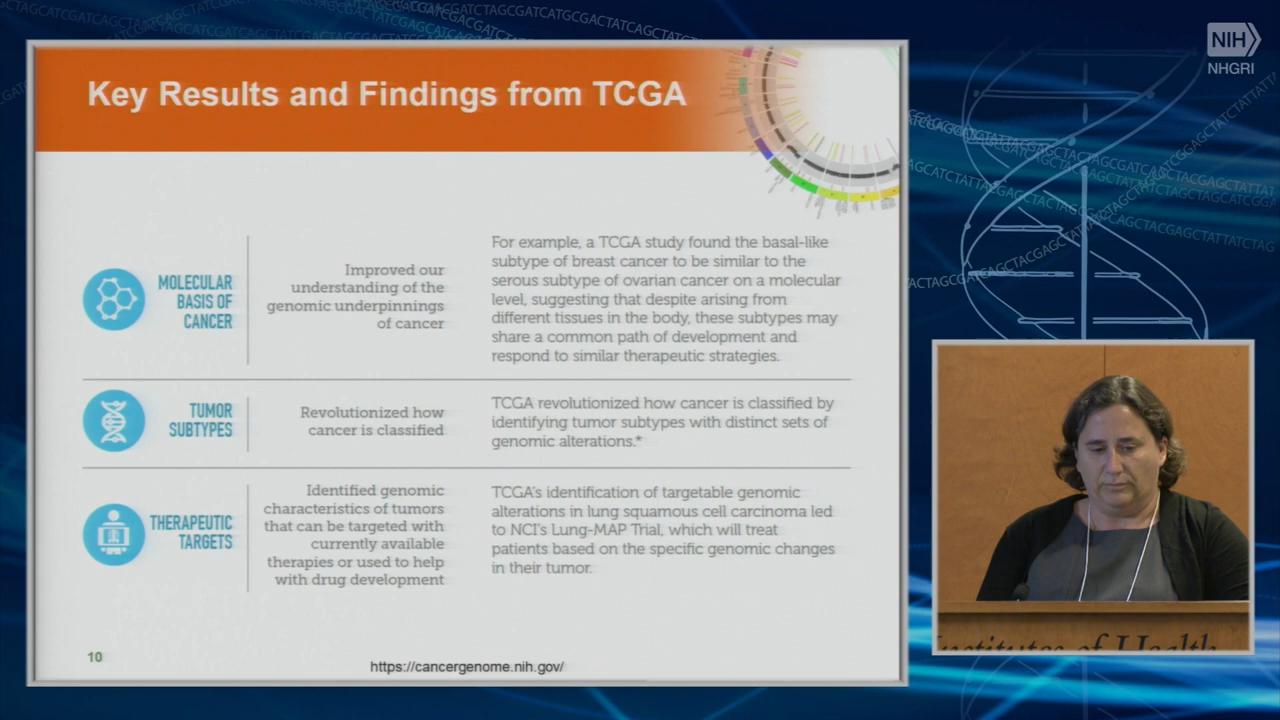 NIH
NHGRI
Key Results and Findings from TCGA
MOLECULAR
BASIS OF
CANCER
Improved our
understanding of the
genomic underpinnings
of cancer
For example, a TCGA study found the basal-like
subtype of breast cancer to be similar to the
serous subtype of ovarian cancer on a molecular
level, suggesting that despite arising from
different tissues in the body, these subtypes may
share a common path of development and
respond to similar therapeutic strategies.
TUMOR
SUBTYPES
Revolutionized how
cancer is classified
TCGA revolutionized how cancer is classified by
identifying tumor subtypes with distinct sets of
genomic alterations.*
THERAPEUTIC
TARGETS
Identified genomic
characteristics of tumors
that can be targeted with
currently available
therapies or used to help
with drug development
TCGA's identification of targetable genomic
alterations in lung squamous cell carcinoma led
to NCI's Lung-MAP Trial, which will treat
patients based on the specific genomic changes
in their tumor.
10
https://cancergenome.nih.gov/
of Health